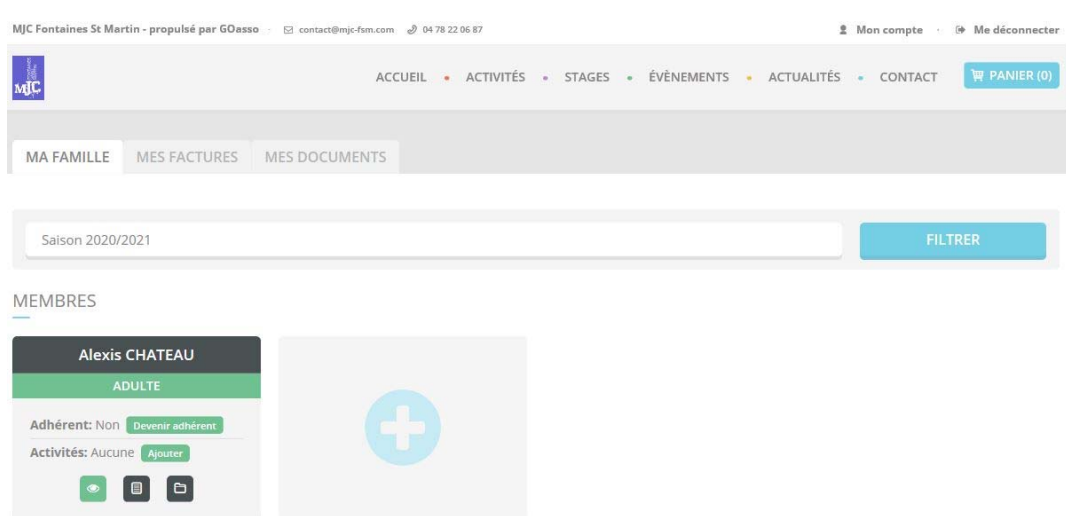 MJC Fontaines St Martin - propulsé par GOasso · contact@mjc-fsm.com 04 78 22 06 87 Mon compte · Me déconnecter
MJC ACCUEIL • ACTIVITÉS • STAGES • ÉVÈNEMENTS • ACTUALITÉS • CONTACT PANIER (0)
MA FAMILLE MES FACTURES MES DOCUMENTS
Saison 2020/2021 FILTRER
MEMBRES
Alexis CHATEAU
ADULTE
Adhérent: Non Devenir adhérent
Activités: Aucune Ajouter